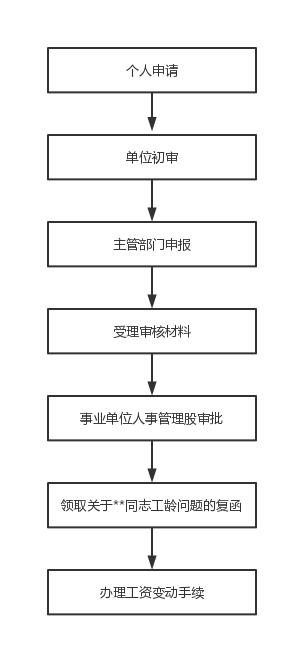 个人申请
单位初审
主管部门申报
受理审核材料
事业单位人事管理股审批
领取关于**同志工龄问题的复函
办理工资变动手续